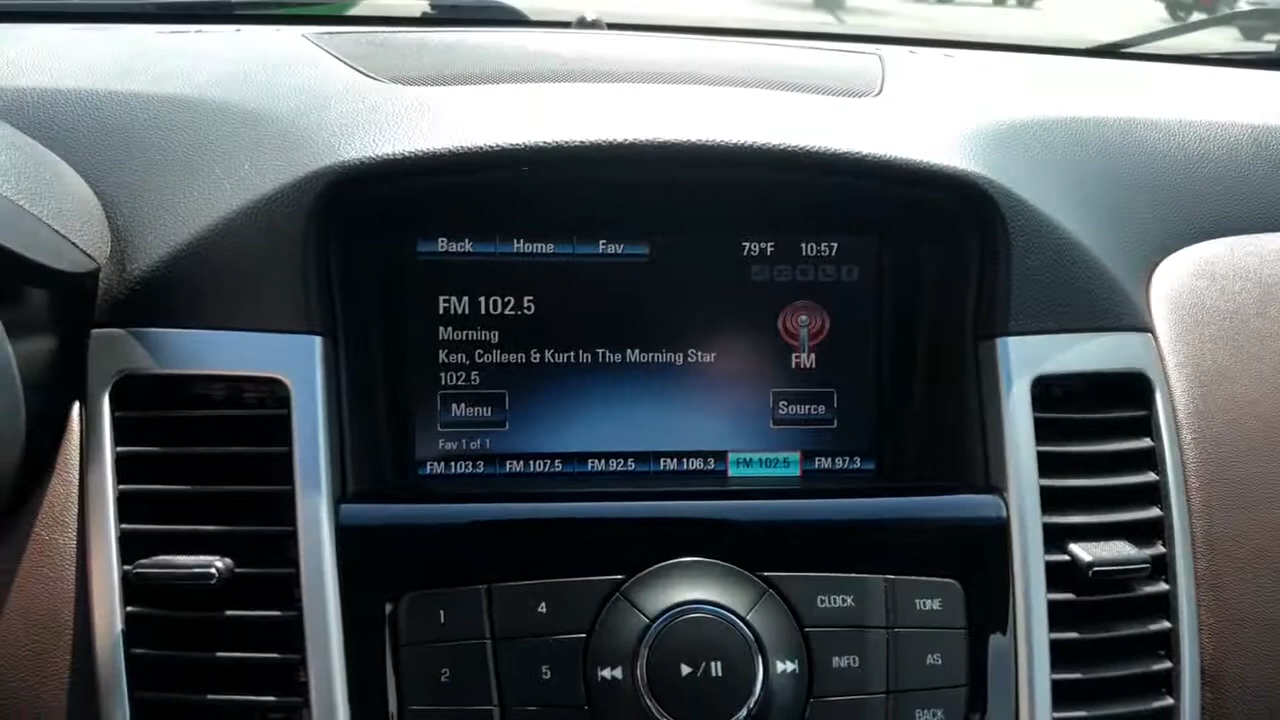 Back Home Fav 79°F 10:57
FM 102.5
Morning
Ken, Colleen & Kurt In The Morning Star
102.5
FM
Menu Source
Fav 1 of 1
FM 103.3 FM 107.5 FM 92.5 FM 106.3 FM 102.5 FM 97.3
1 4 CLOCK TONE
2 5 INFO AS
BACK